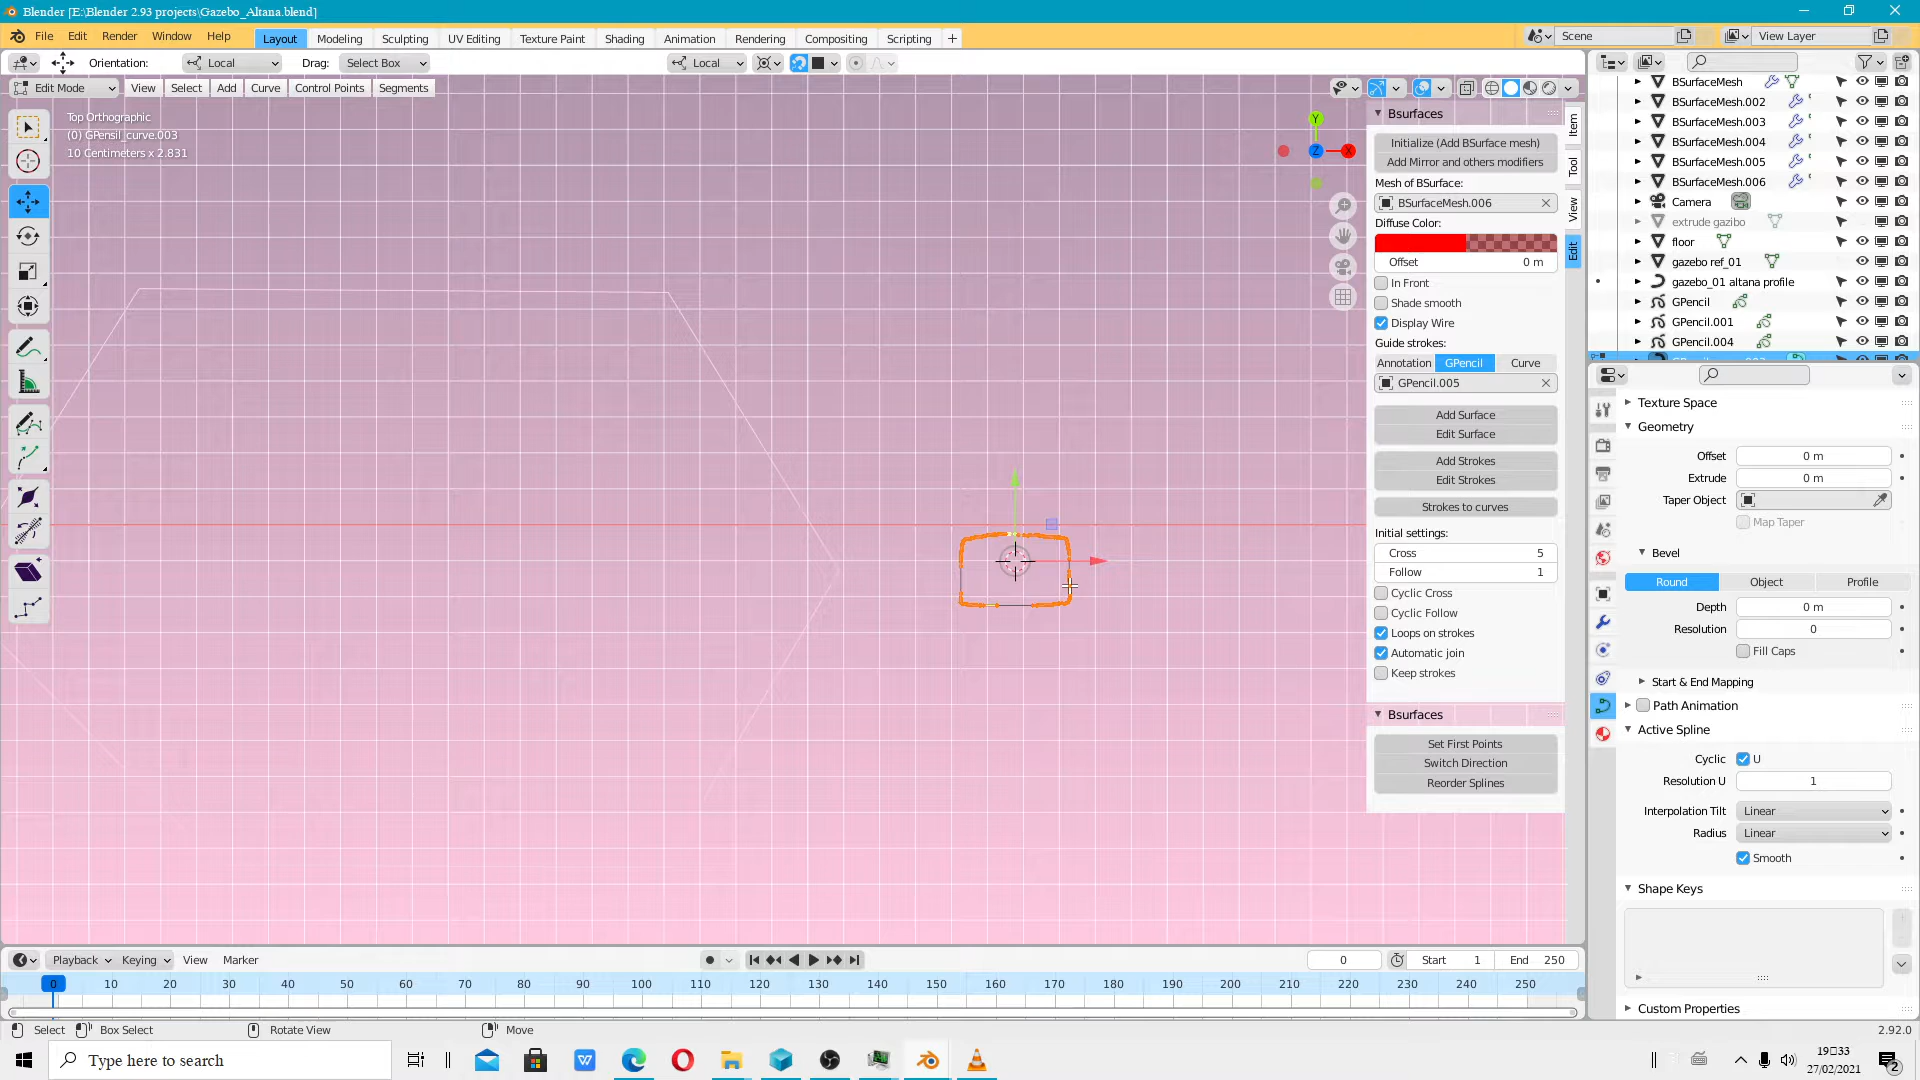 Blender [E:\Blender 2.93 projects\Gazebo_Altana.blend]
File Edit Render Window Help Layout Modeling Sculpting UV Editing Texture Paint Shading Animation Rendering Compositing Scripting + Scene View Layer
Orientation: Local Drag: Select Box Local
Edit Mode View Select Add Curve Control Points Segments
Top Orthographic
(0) GPensil_curve.003
10 Centimeters x 2.831
Y
Z
X
Bsurfaces
Initialize (Add BSurface mesh)
Add Mirror and others modifiers
Mesh of BSurface:
BSurfaceMesh.006
Diffuse Color:
Offset 0 m
In Front
Shade smooth
Display Wire
Guide strokes:
Annotation GPencil Curve
GPencil.005
Add Surface
Edit Surface
Add Strokes
Edit Strokes
Strokes to curves
Initial settings:
Cross 5
Follow 1
Cyclic Cross
Cyclic Follow
Loops on strokes
Automatic join
Keep strokes
Bsurfaces
Set First Points
Switch Direction
Reorder Splines
Item
Tool
View
Edit
BSurfaceMesh
BSurfaceMesh.002
BSurfaceMesh.003
BSurfaceMesh.004
BSurfaceMesh.005
BSurfaceMesh.006
Camera
extrude gazibo
floor
gazebo ref_01
gazebo_01 altana profile
GPencil
GPencil.001
GPencil.004
Texture Space
Geometry
Offset 0 m
Extrude 0 m
Taper Object
Map Taper
Bevel
Round Object Profile
Depth 0 m
Resolution 0
Fill Caps
Start & End Mapping
Path Animation
Active Spline
Cyclic U
Resolution U 1
Interpolation Tilt Linear
Radius Linear
Smooth
Shape Keys
Custom Properties
Playback Keying View Marker 0 Start 1 End 250
0 10 20 30 40 50 60 70 80 90 100 110 120 130 140 150 160 170 180 190 200 210 220 230 240 250
Select Box Select Rotate View Move 2.92.0
Type here to search
19:33
27/02/2021
2